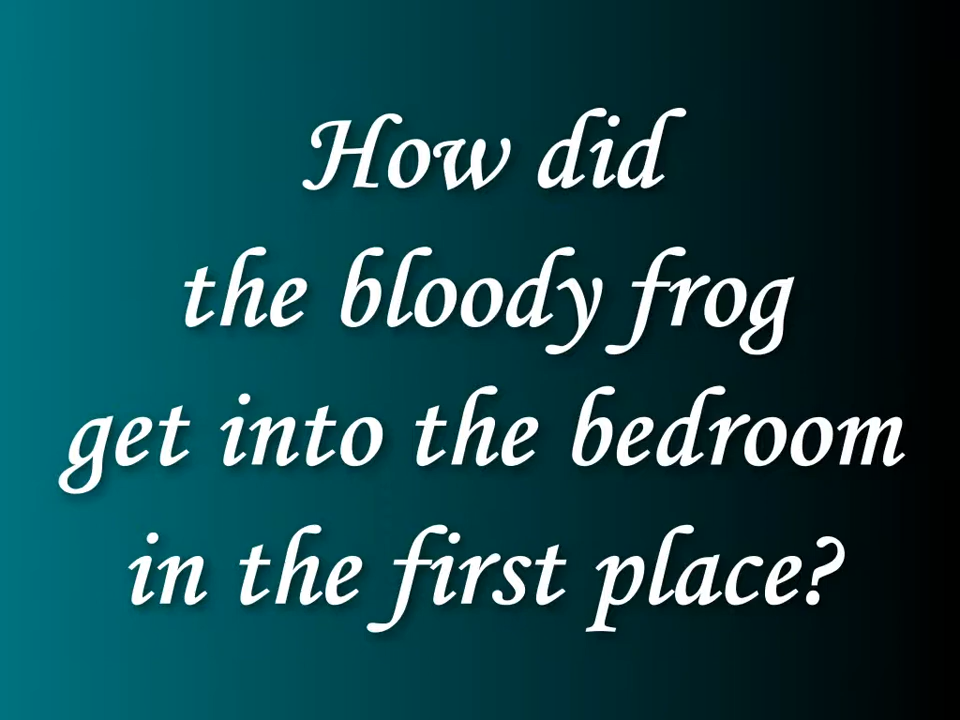 How did
the bloody frog
get into the bedroom
in the first place?